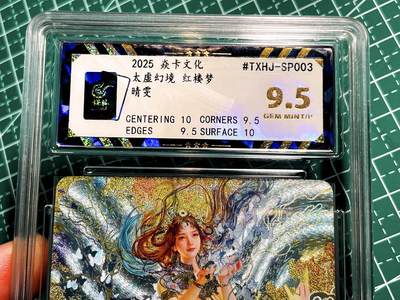 2025 焱卡文化 #TXHJ-SP003
太虚幻境 红楼梦
晴雯
9.5
GEM MINT
CENTERING 10 CORNERS 9.5
EDGES 9.5 SURFACE 10